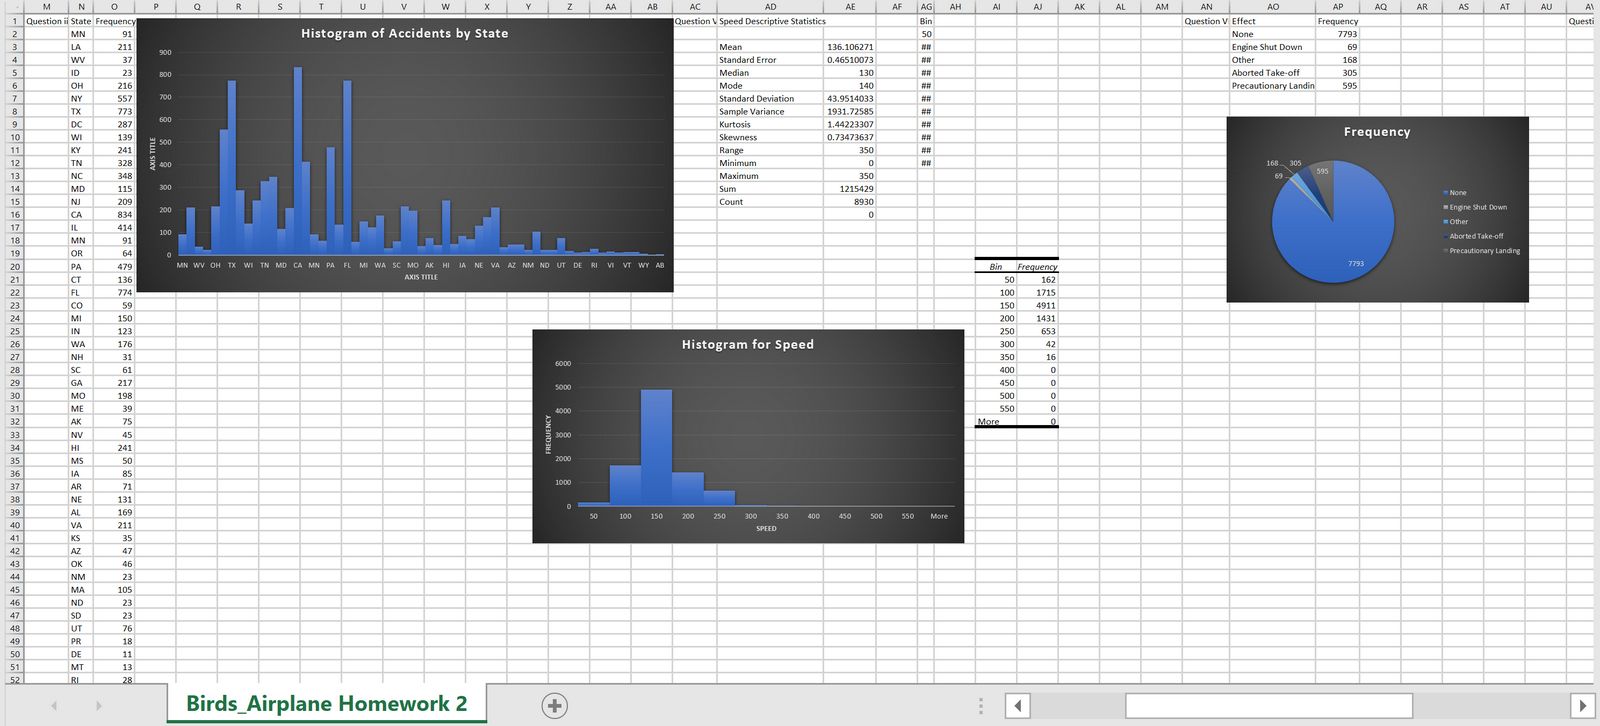 M N O P Q R S T U V W X Y Z AA AB AC AD AE AF AG AH AI AJ AK AL AM AN AO AP AQ AR AS AT AU AV
1 Question ii State Frequency
2 MN 91
3 LA 211
4 WV 37
5 ID 23
6 OH 216
7 NY 557
8 TX 773
9 DC 287
10 WI 139
11 KY 241
12 TN 328
13 NC 348
14 MD 115
15 NJ 209
16 CA 834
17 IL 414
18 MN 91
19 OR 64
20 PA 479
21 CT 136
22 FL 774
23 CO 59
24 MI 150
25 IN 123
26 WA 176
27 NH 31
28 SC 61
29 GA 217
30 MO 198
31 ME 39
32 AK 75
33 NV 45
34 HI 241
35 MS 50
36 IA 85
37 AR 71
38 NE 131
39 AL 169
40 VA 211
41 KS 35
42 AZ 47
43 OK 46
44 NM 23
45 MA 105
46 ND 23
47 SD 23
48 UT 76
49 PR 18
50 DE 11
51 MT 13
52 RI 28
Histogram of Accidents by State
900
800
700
600
500
400
300
200
100
0
AXIS TITLE
MN WV OH TX WI TN MD CA MN PA FL MI WA SC MO AK HI IA NE VA AZ NM ND UT DE RI VI VT WY AB
AXIS TITLE
Question V Speed Descriptive Statistics
Mean 136.106271
Standard Error 0.46510073
Median 130
Mode 140
Standard Deviation 43.9514033
Sample Variance 1931.72585
Kurtosis 1.44223307
Skewness 0.73473637
Range 350
Minimum 0
Maximum 350
Sum 1215429
Count 8930
0
Bin
50
##
##
##
##
##
##
##
##
##
##
Histogram for Speed
6000
5000
4000
3000
2000
1000
0
FREQUENCY
50 100 150 200 250 300 350 400 450 500 550 More
SPEED
Bin Frequency
50 162
100 1715
150 4911
200 1431
250 653
300 42
350 16
400 0
450 0
500 0
550 0
More 0
Question V Effect Frequency
None 7793
Engine Shut Down 69
Other 168
Aborted Take-off 305
Precautionary Landin 595
Frequency
168
305
595
69
7793
None
Engine Shut Down
Other
Aborted Take-off
Precautionary Landing
Questi
Birds_Airplane Homework 2